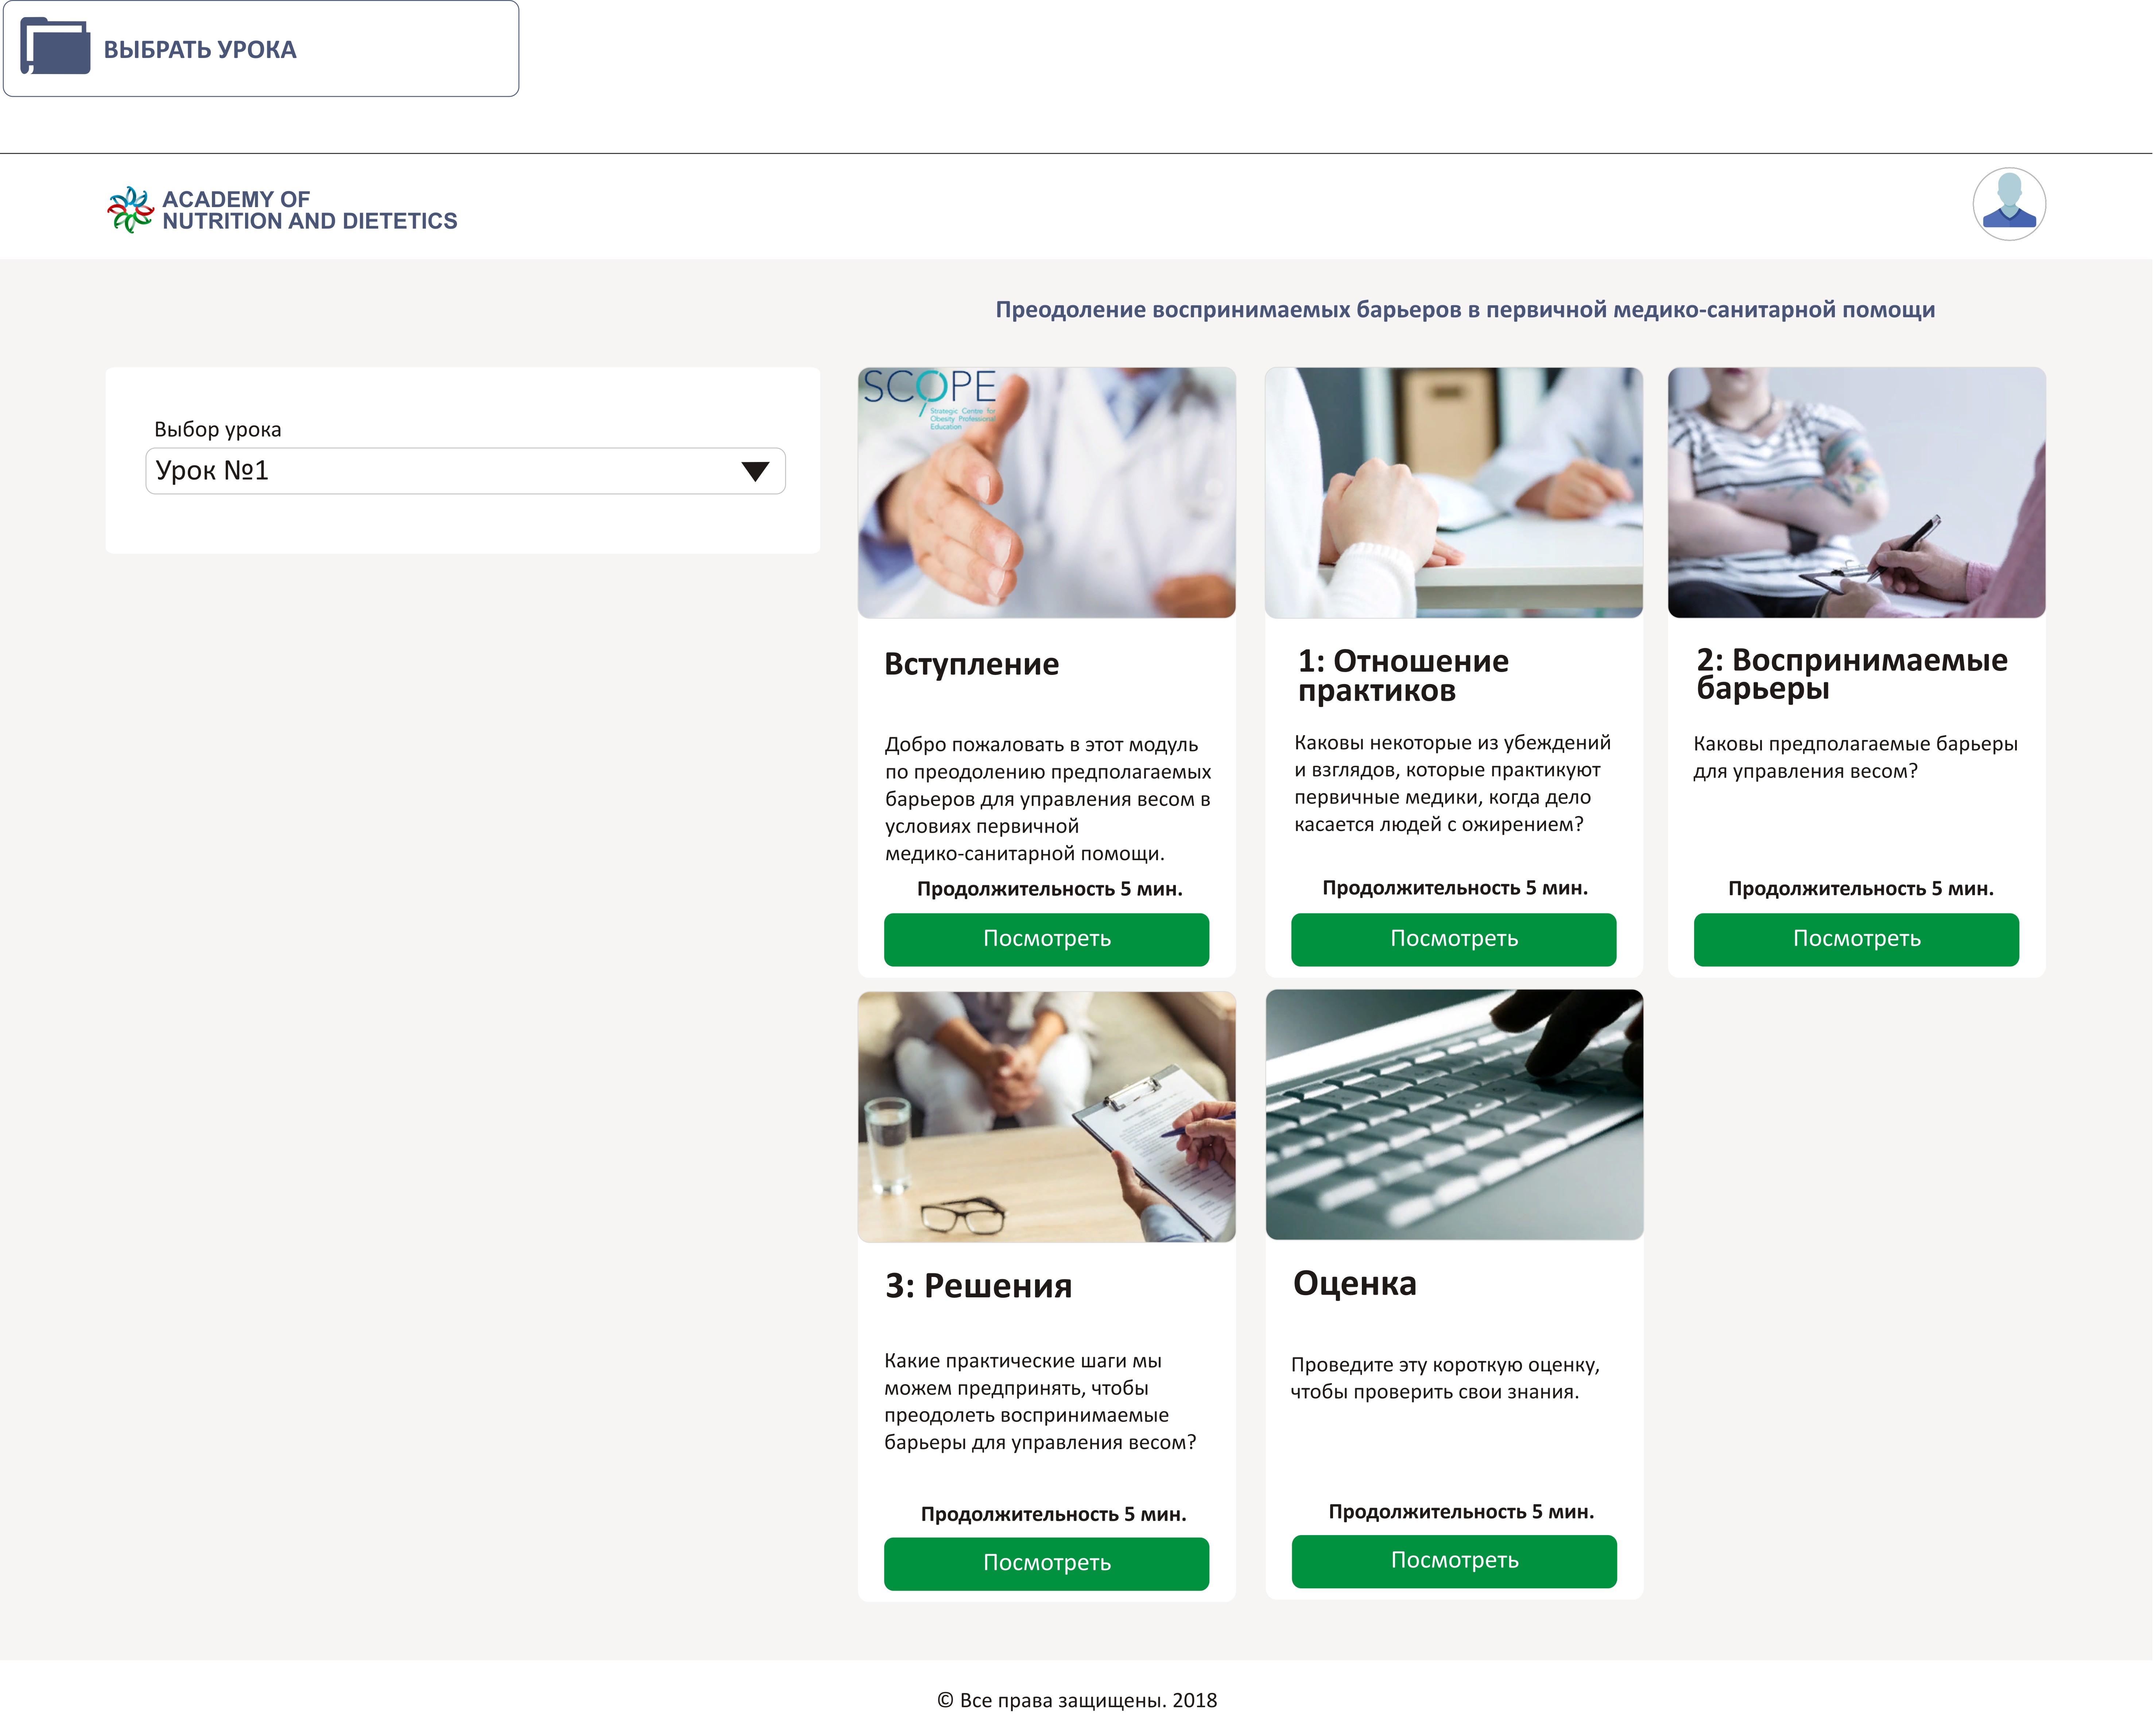 ВЫБРАТЬ УРОКА
ACADEMY OF
NUTRITION AND DIETETICS
Преодоление воспринимаемых барьеров в первичной медико-санитарной помощи
Выбор урока
Урок №1
SCOPE
Strategic Centre for
Obesity Professional
Education
Вступление
Добро пожаловать в этот модуль
по преодолению предполагаемых
барьеров для управления весом в
условиях первичной
медико-санитарной помощи.
Продолжительность 5 мин.
Посмотреть
1: Отношение
практиков
Каковы некоторые из убеждений
и взглядов, которые практикуют
первичные медики, когда дело
касается людей с ожирением?
Продолжительность 5 мин.
Посмотреть
2: Воспринимаемые
барьеры
Каковы предполагаемые барьеры
для управления весом?
Продолжительность 5 мин.
Посмотреть
3: Решения
Какие практические шаги мы
можем предпринять, чтобы
преодолеть воспринимаемые
барьеры для управления весом?
Продолжительность 5 мин.
Посмотреть
Оценка
Проведите эту короткую оценку,
чтобы проверить свои знания.
Продолжительность 5 мин.
Посмотреть
© Все права защищены. 2018